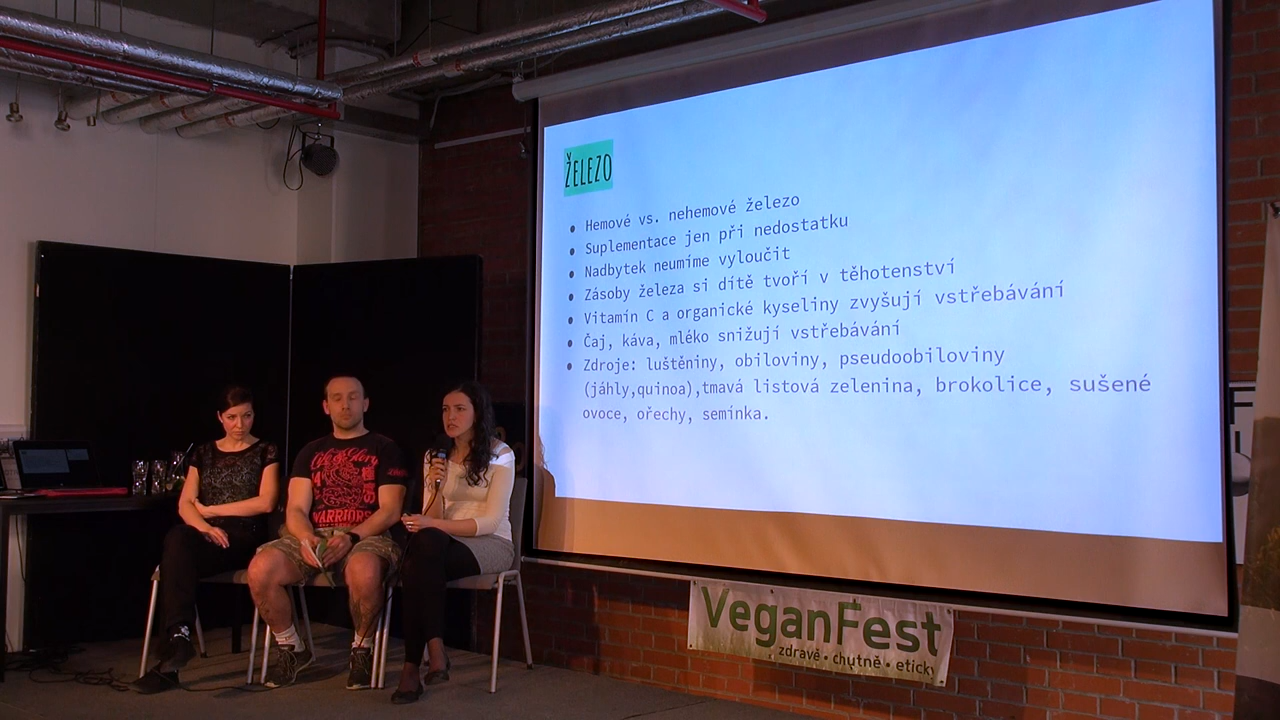 ŽELEZO
Hemové vs. nehemové železo
Suplementace jen při nedostatku
Nadbytek neumíme vyloučit
Zásoby železa si dítě tvoří v těhotenství
Vitamín C a organické kyseliny zvyšují vstřebávání
Čaj, káva, mléko snižují vstřebávání
Zdroje: luštěniny, obiloviny, pseudoobiloviny
(jáhly,quinoa),tmavá listová zelenina, brokolice, sušené
ovoce, ořechy, semínka.
WARRIORS
VeganFest
zdravě • chutně • eticky